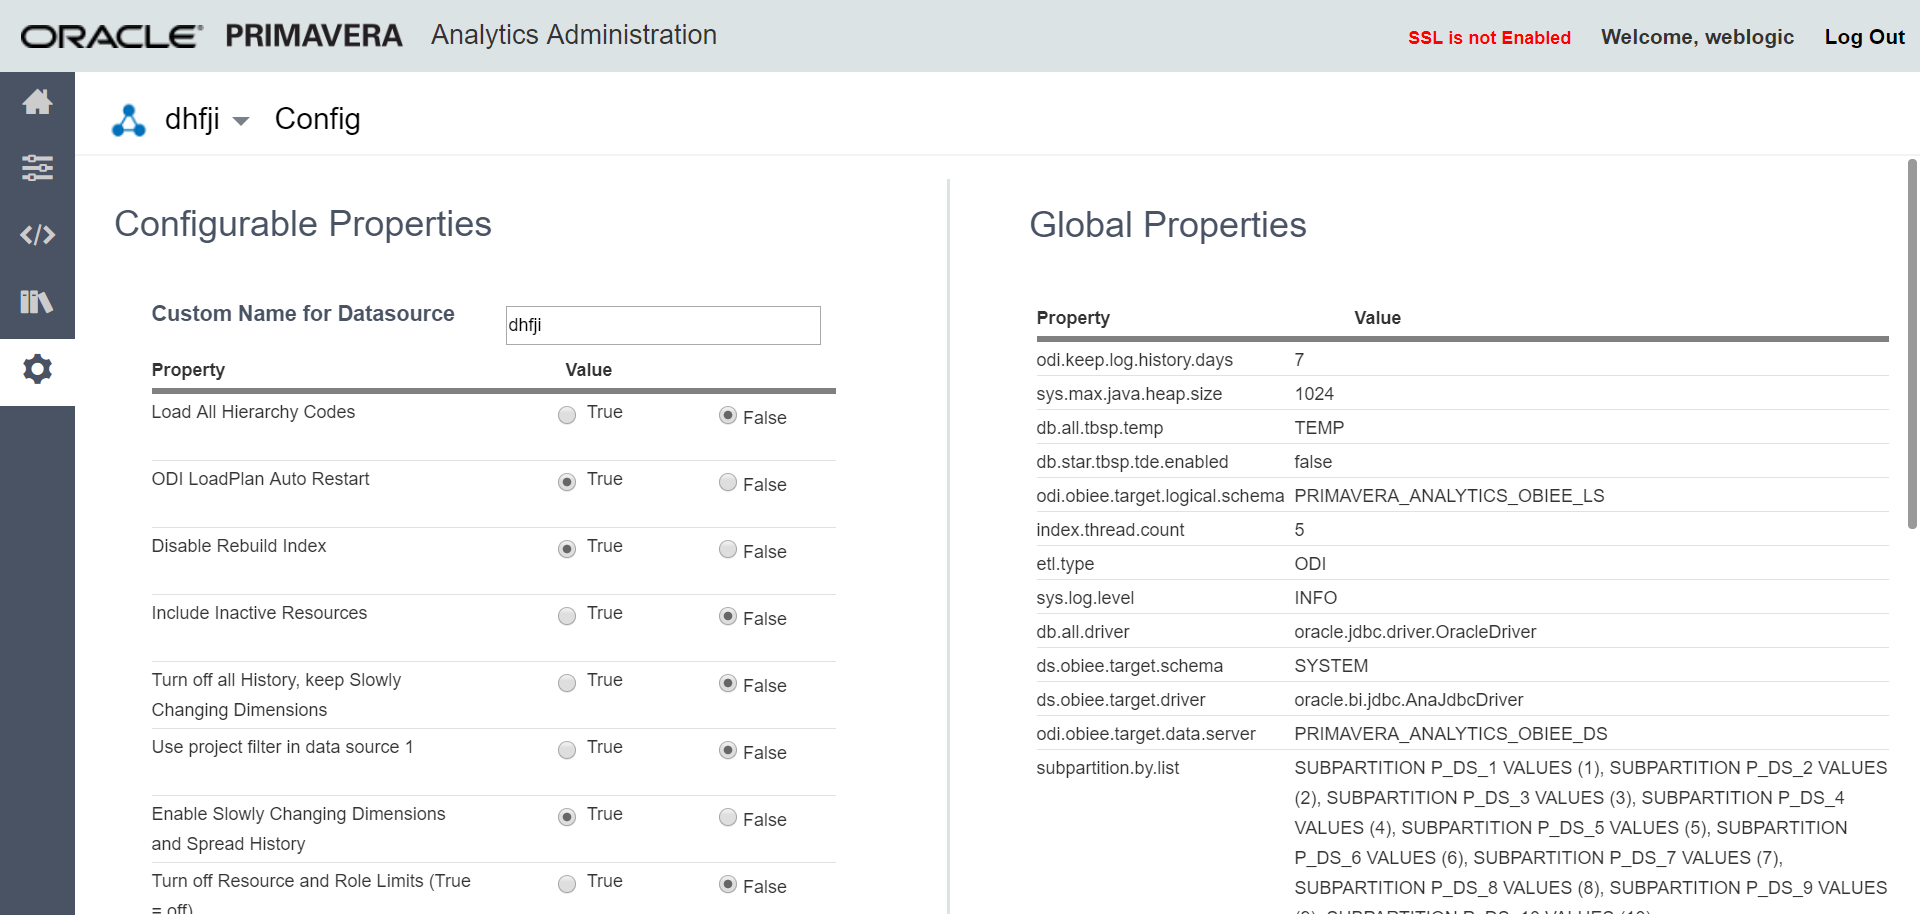 ORACLE® PRIMAVERA Analytics Administration
SSL is not Enabled Welcome, weblogic Log Out
dhfji Config
Configurable Properties
Custom Name for Datasource dhfji
Property Value
Load All Hierarchy Codes True False
ODI LoadPlan Auto Restart True False
Disable Rebuild Index True False
Include Inactive Resources True False
Turn off all History, keep Slowly True False
Changing Dimensions
Use project filter in data source 1 True False
Enable Slowly Changing Dimensions True False
and Spread History
Turn off Resource and Role Limits (True True False
= off)
Global Properties
Property Value
odi.keep.log.history.days 7
sys.max.java.heap.size 1024
db.all.tbsp.temp TEMP
db.star.tbsp.tde.enabled false
odi.obiee.target.logical.schema PRIMAVERA_ANALYTICS_OBIEE_LS
index.thread.count 5
etl.type ODI
sys.log.level INFO
db.all.driver oracle.jdbc.driver.OracleDriver
ds.obiee.target.schema SYSTEM
ds.obiee.target.driver oracle.bi.jdbc.AnaJdbcDriver
odi.obiee.target.data.server PRIMAVERA_ANALYTICS_OBIEE_DS
subpartition.by.list SUBPARTITION P_DS_1 VALUES (1), SUBPARTITION P_DS_2 VALUES
(2), SUBPARTITION P_DS_3 VALUES (3), SUBPARTITION P_DS_4
VALUES (4), SUBPARTITION P_DS_5 VALUES (5), SUBPARTITION
P_DS_6 VALUES (6), SUBPARTITION P_DS_7 VALUES (7),
SUBPARTITION P_DS_8 VALUES (8), SUBPARTITION P_DS_9 VALUES